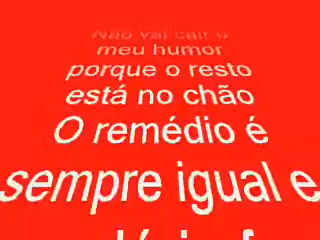 Não vai cair o
meu humor
porque o resto
está no chão
O remédio é
sempre igual e